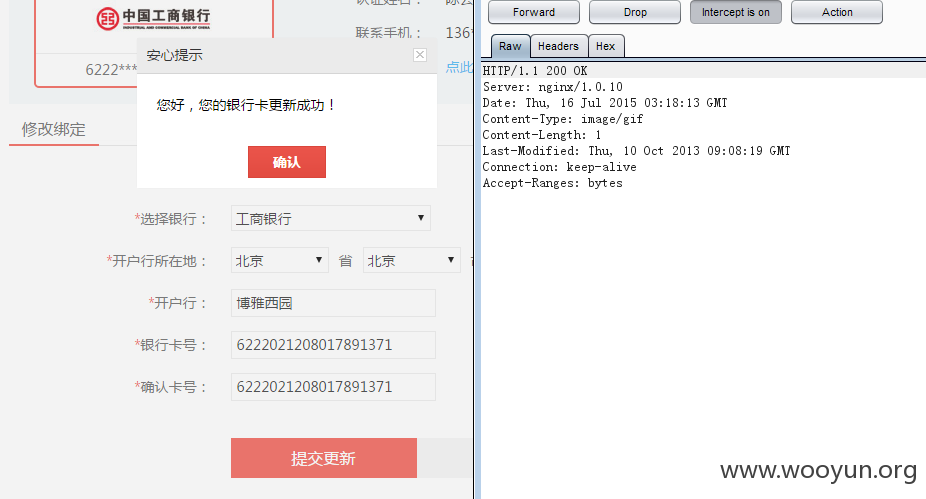 中国工商银行
INDUSTRIAL AND COMMERCIAL BANK OF CHINA
联系手机： 136*
6222***
点此
安心提示
您好，您的银行卡更新成功！
确认
修改绑定
*选择银行： 工商银行
*开户行所在地： 北京 省 北京
*开户行： 博雅西园
*银行卡号： 6222021208017891371
*确认卡号： 6222021208017891371
提交更新
Forward Drop Intercept is on Action
Raw Headers Hex
HTTP/1.1 200 OK
Server: nginx/1.0.10
Date: Thu, 16 Jul 2015 03:18:13 GMT
Content-Type: image/gif
Content-Length: 1
Last-Modified: Thu, 10 Oct 2013 09:08:19 GMT
Connection: keep-alive
Accept-Ranges: bytes
www.wooyun.org